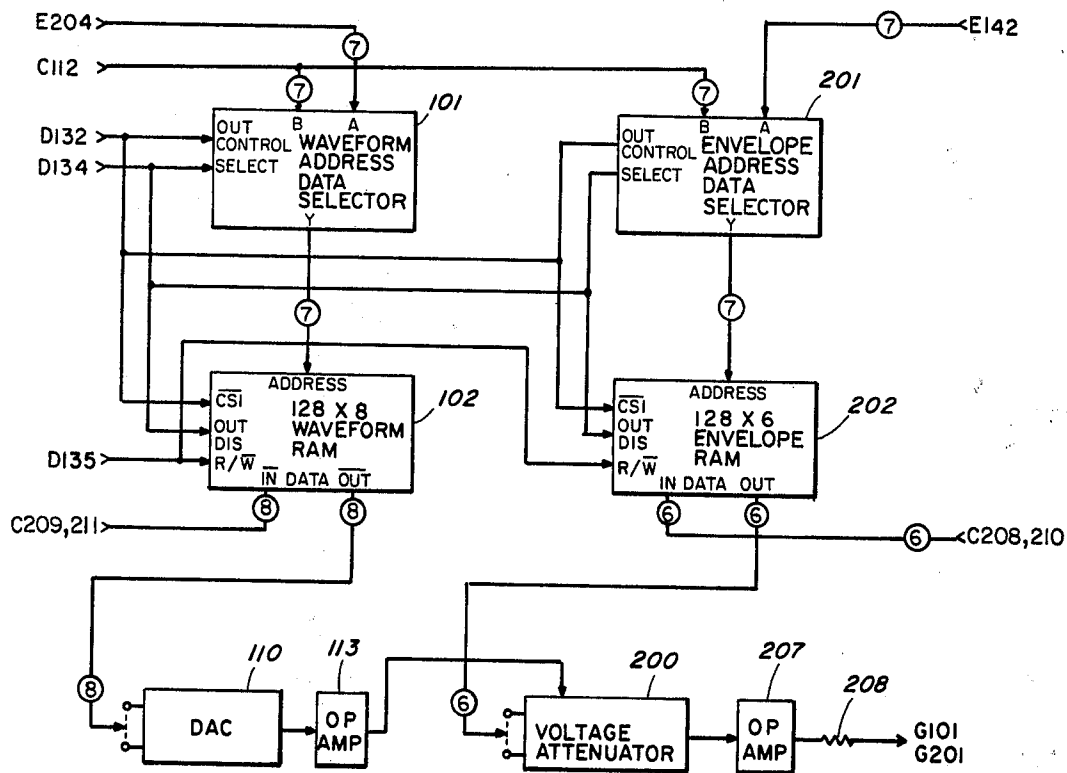 E204
7
7
E142
C112
7
7
101
201
D132
OUT
CONTROL
B
A
WAVEFORM
ADDRESS
DATA
SELECTOR
Y
D134
SELECT
OUT
CONTROL
SELECT
B
A
ENVELOPE
ADDRESS
DATA
SELECTOR
Y
7
7
ADDRESS
CS1
128 X 8
WAVEFORM
RAM
OUT
DIS
R/W
IN DATA OUT
102
ADDRESS
CS1
128 X 6
ENVELOPE
RAM
OUT
DIS
R/W
IN DATA OUT
202
D135
8
8
6
6
C209,211
6
C208,210
110
113
200
207
208
8
DAC
OP
AMP
6
VOLTAGE
ATTENUATOR
OP
AMP
G101
G201